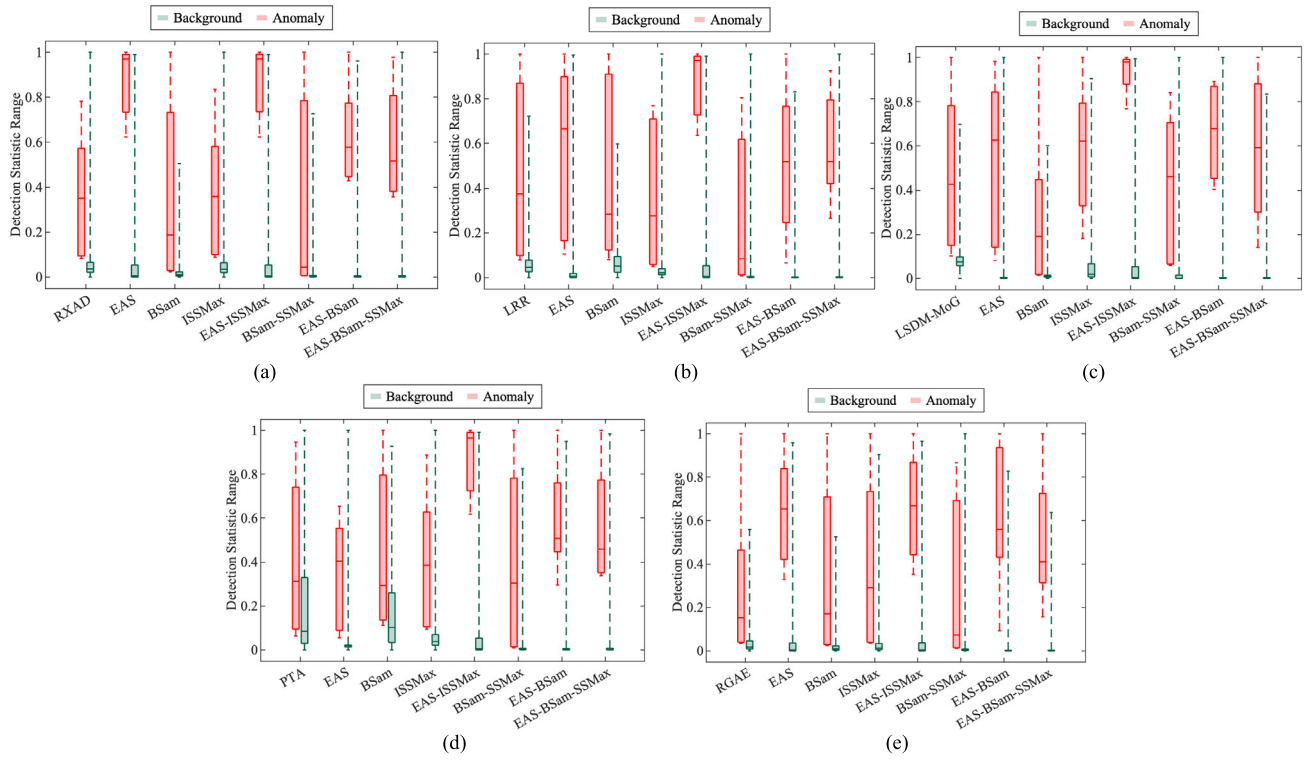 Background Anomaly
Detection Statistic Range
1
0.8
0.6
0.4
0.2
0
RXAD EAS BSam ISSMax EAS-ISSMax BSam-SSMax EAS-BSam EAS-BSam-SSMax
(a)
Background Anomaly
Detection Statistic Range
1
0.8
0.6
0.4
0.2
0
LRR EAS BSam ISSMax EAS-ISSMax BSam-SSMax EAS-BSam EAS-BSam-SSMax
(b)
Background Anomaly
Detection Statistic Range
1
0.8
0.6
0.4
0.2
0
LSDM-MoG EAS BSam ISSMax EAS-ISSMax BSam-SSMax EAS-BSam EAS-BSam-SSMax
(c)
Background Anomaly
Detection Statistic Range
1
0.8
0.6
0.4
0.2
0
PTA EAS BSam ISSMax EAS-ISSMax BSam-SSMax EAS-BSam EAS-BSam-SSMax
(d)
Background Anomaly
Detection Statistic Range
1
0.8
0.6
0.4
0.2
0
RGAE EAS BSam ISSMax EAS-ISSMax BSam-SSMax EAS-BSam EAS-BSam-SSMax
(e)